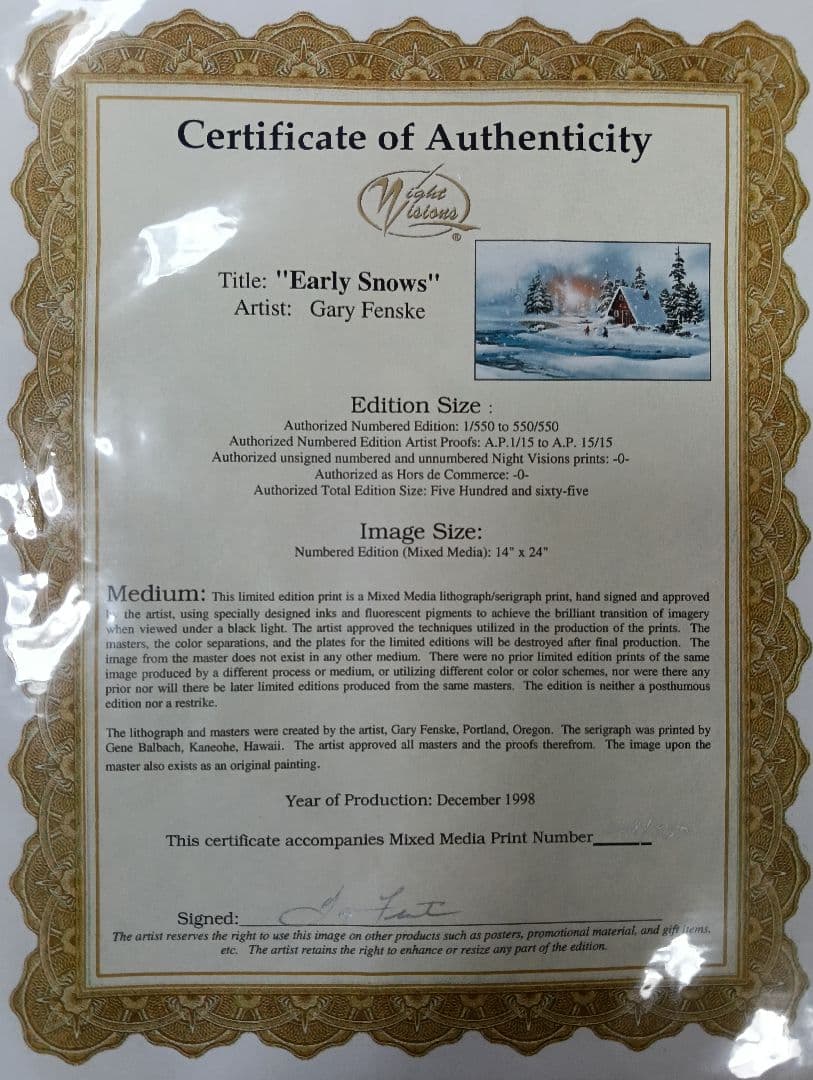 Certificate of Authenticity
Night
Visions
®
Title: "Early Snows"
Artist: Gary Fenske
Edition Size :
Authorized Numbered Edition: 1/550 to 550/550
Authorized Numbered Edition Artist Proofs: A.P.1/15 to A.P. 15/15
Authorized unsigned numbered and unnumbered Night Visions prints: -0-
Authorized as Hors de Commerce: -0-
Authorized Total Edition Size: Five Hundred and sixty-five
Image Size:
Numbered Edition (Mixed Media): 14" x 24"
Medium: This limited edition print is a Mixed Media lithograph/serigraph print, hand signed and approved
the artist, using specially designed inks and fluorescent pigments to achieve the brilliant transition of imagery
when viewed under a black light. The artist approved the techniques utilized in the production of the prints. The
masters, the color separations, and the plates for the limited editions will be destroyed after final production. The
image from the master does not exist in any other medium. There were no prior limited edition prints of the same
image produced by a different process or medium, or utilizing different color or color schemes, nor were there any
prior nor will there be later limited editions produced from the same masters. The edition is neither a posthumous
edition nor a restrike.
The lithograph and masters were created by the artist, Gary Fenske, Portland, Oregon. The serigraph was printed by
Gene Balbach, Kaneohe, Hawaii. The artist approved all masters and the proofs therefrom. The image upon the
master also exists as an original painting.
Year of Production: December 1998
This certificate accompanies Mixed Media Print Number
Signed:
The artist reserves the right to use this image on other products such as posters, promotional material, and gift items,
etc. The artist retains the right to enhance or resize any part of the edition.